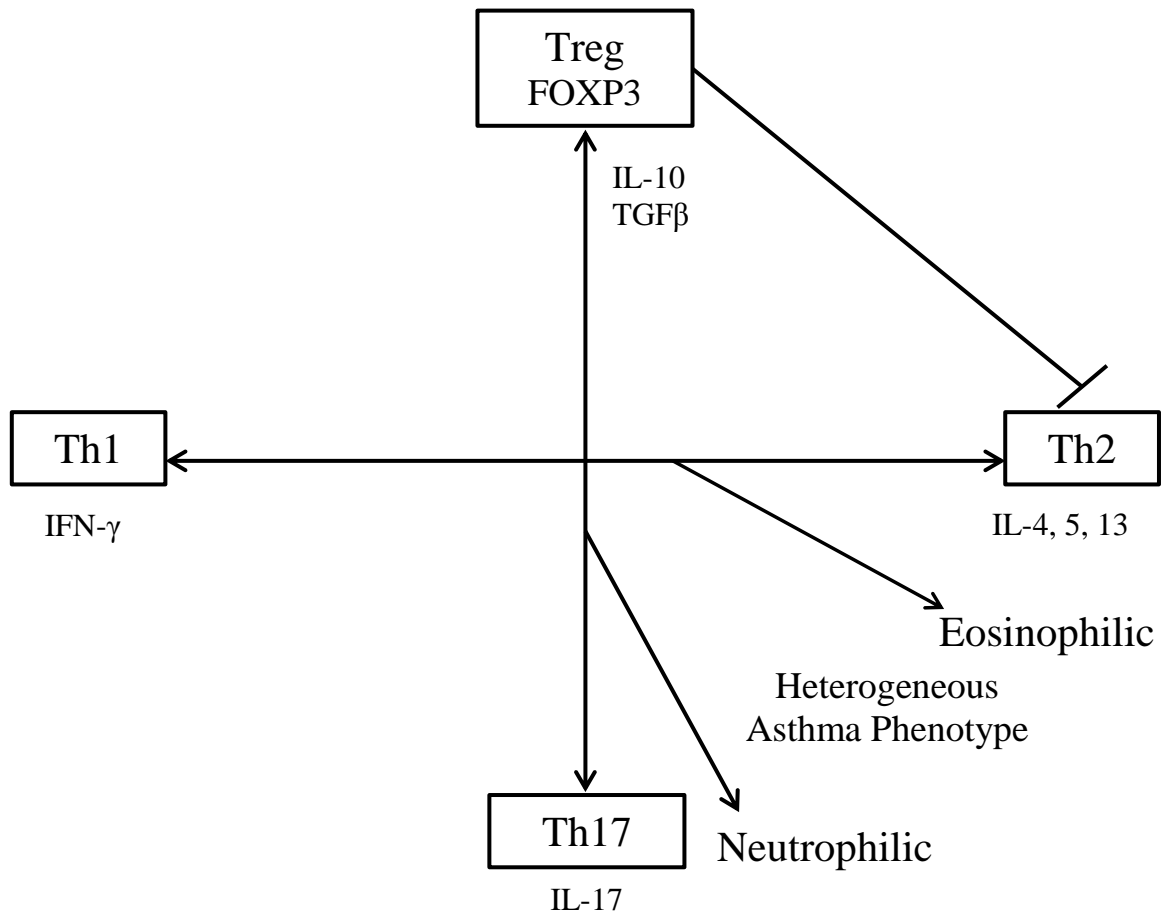 Treg
FOXP3
IL-10
TGFβ
Th1
Th2
IFN-γ
IL-4, 5, 13
Eosinophilic
Heterogeneous
Asthma Phenotype
Th17
Neutrophilic
IL-17